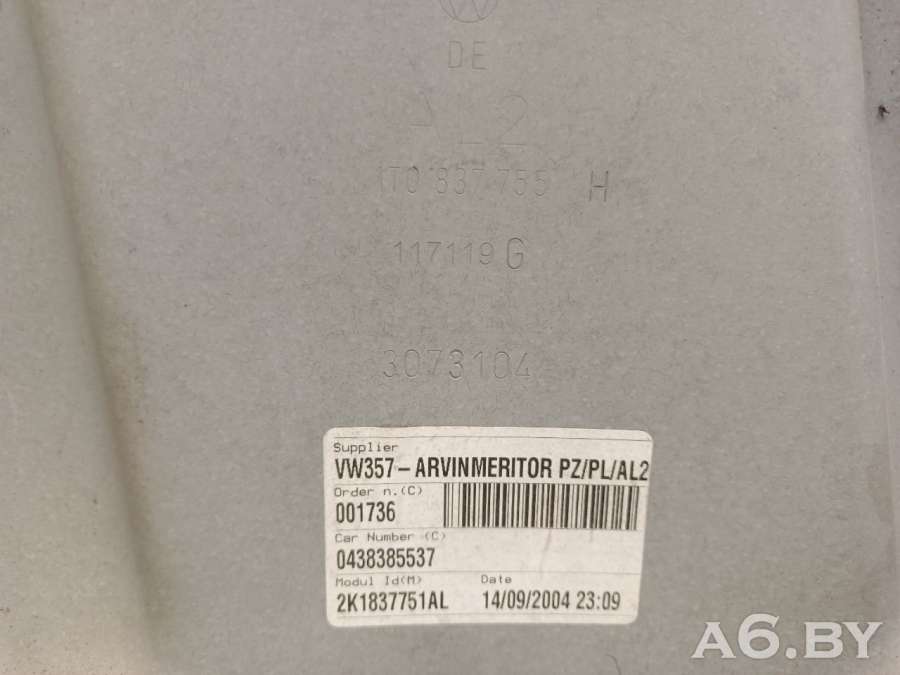 DE
AL2
1T0 837 755 H
117119 G
3073104
Supplier
VW357-ARVINMERITOR PZ/PL/AL2
Order n.(C)
001736
Car Number (C)
0438385537
Modul Id(M) Date
2K1837751AL 14/09/2004 23:09
A6.BY